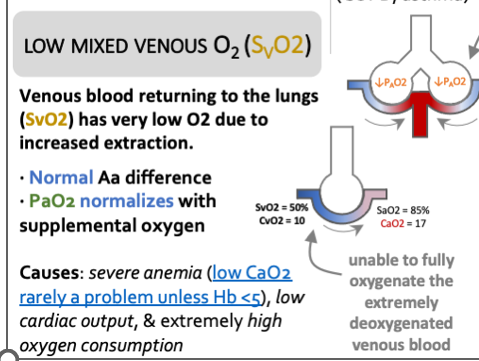 LOW MIXED VENOUS O2 (SVO2)
Venous blood returning to the lungs
(SvO2) has very low O2 due to
increased extraction.
· Normal Aa difference
· PaO2 normalizes with
supplemental oxygen
Causes: severe anemia (low CaO2
rarely a problem unless Hb <5), low
cardiac output, & extremely high
oxygen consumption
↓PAO2
↓PAO2
SvO2 = 50%
CvO2 = 10
SaO2 = 85%
CaO2 = 17
unable to fully
oxygenate the
extremely
deoxygenated
venous blood